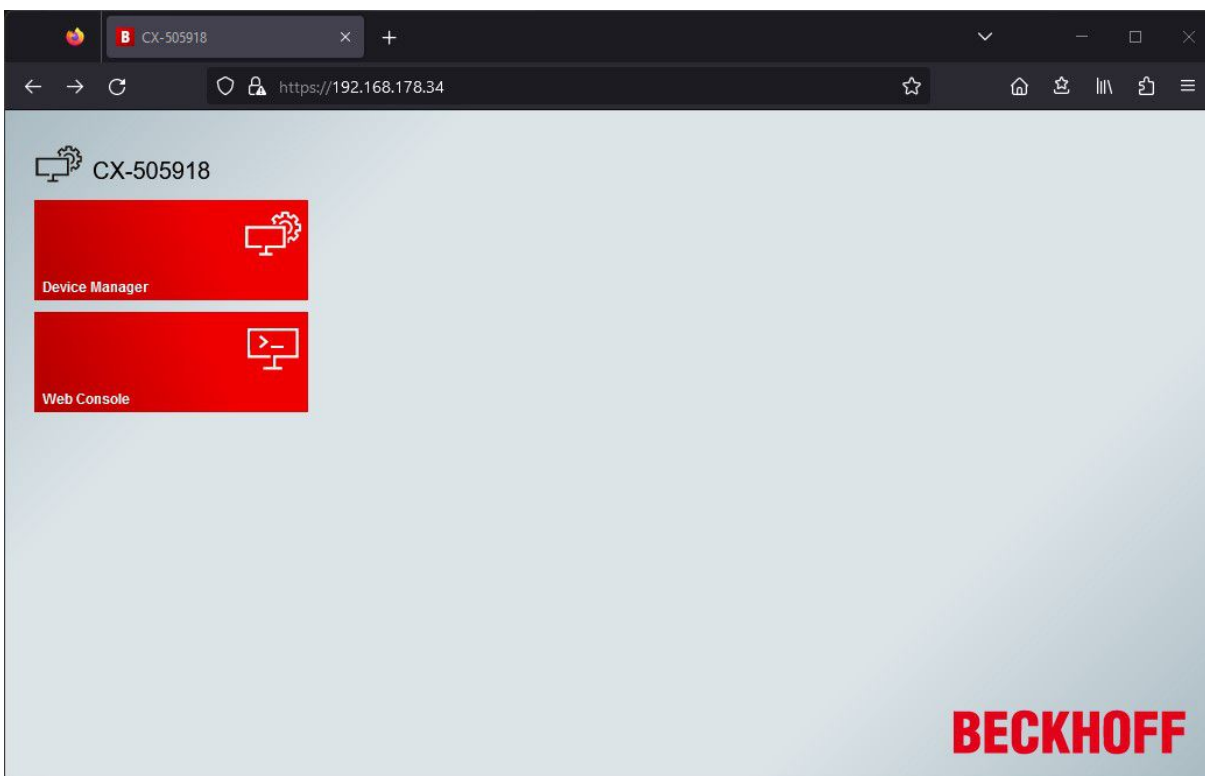 CX-505918
https://192.168.178.34
CX-505918
Device Manager
Web Console
BECKHOFF